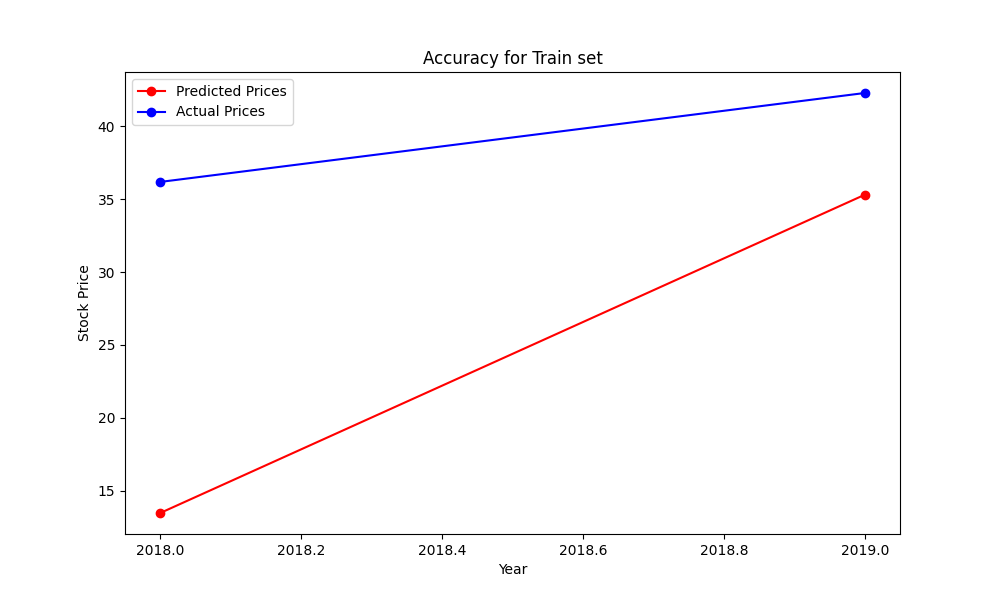 Accuracy for Train set
Predicted Prices
Actual Prices
Stock Price
40
35
30
25
20
15
2018.0 2018.2 2018.4 2018.6 2018.8 2019.0
Year